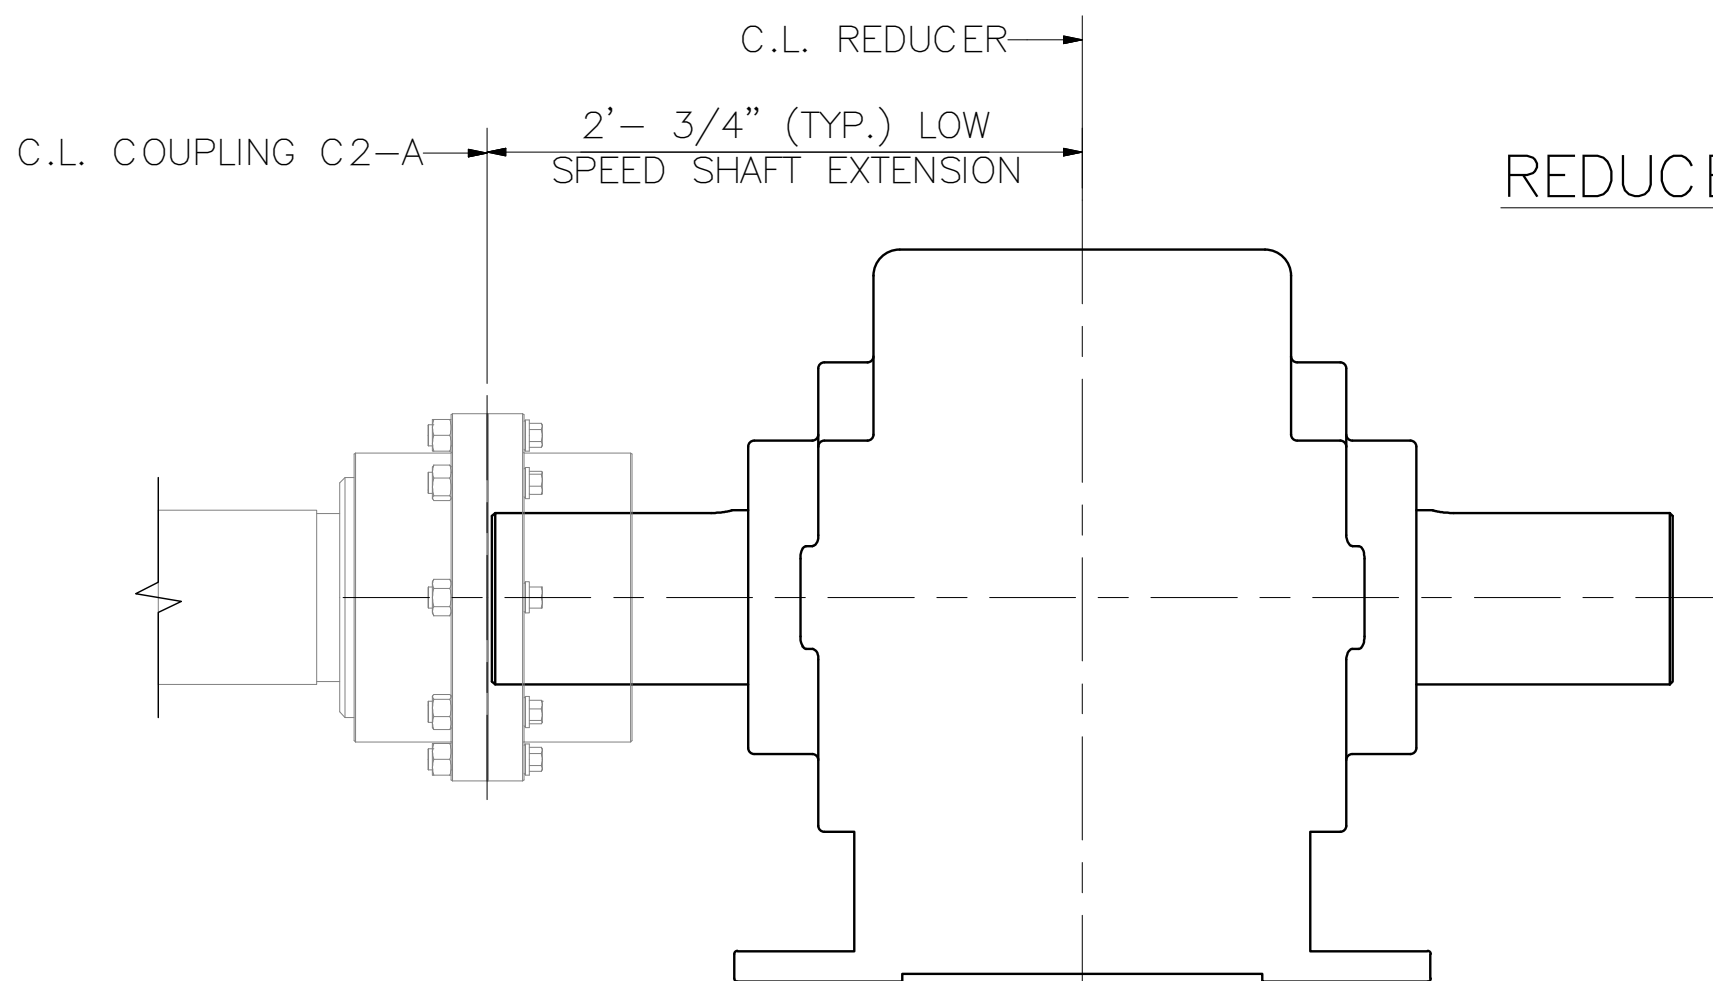 C.L. REDUCER
2'- 3/4" (TYP.) LOW
SPEED SHAFT EXTENSION
C.L. COUPLING C2-A